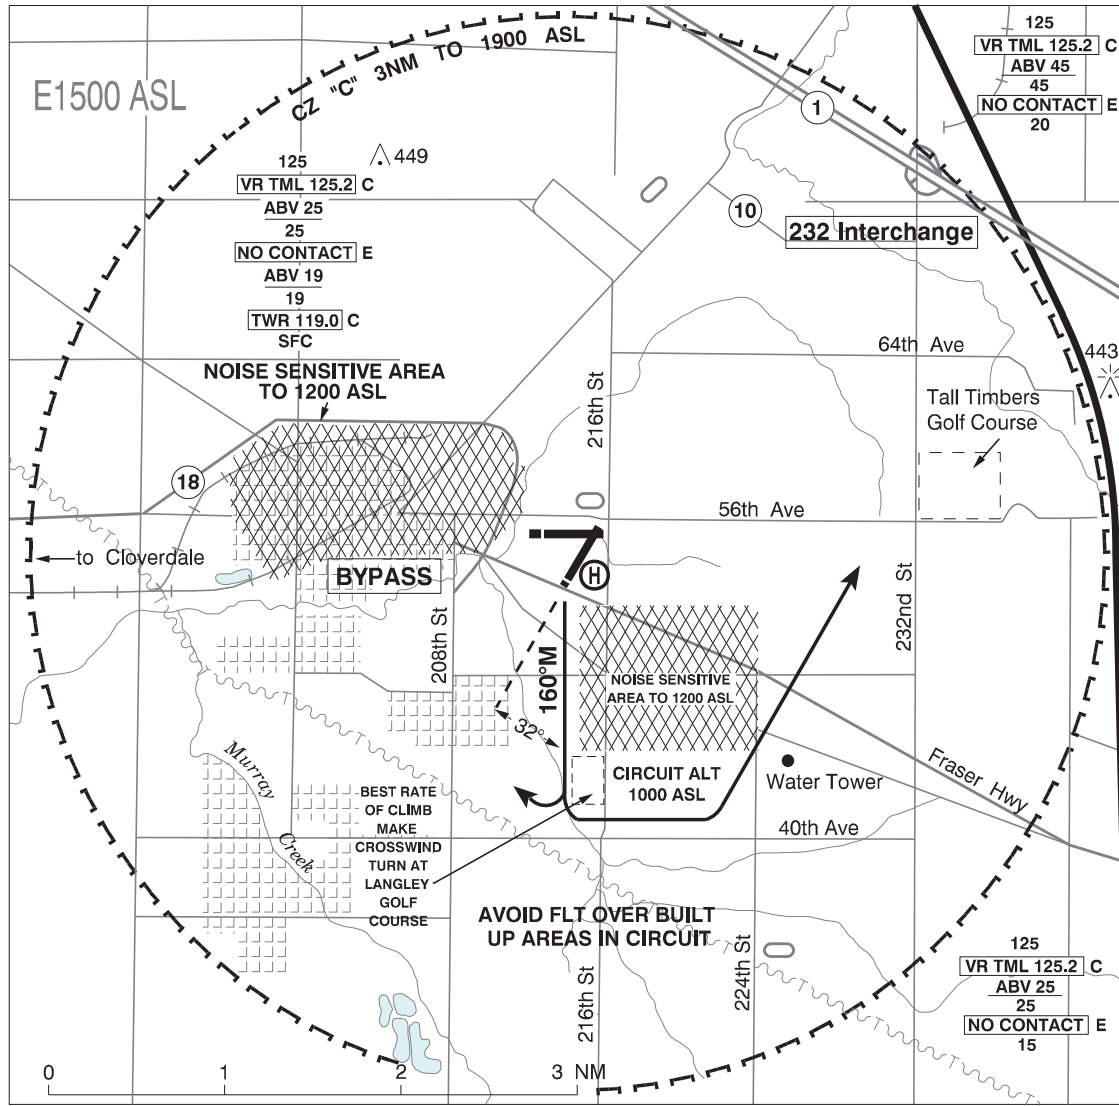 CZ "C" 3NM TO 1900 ASL
E1500 ASL
125
VR TML 125.2 C
ABV 45
45
NO CONTACT E
20
1
449
125
VR TML 125.2 C
ABV 25
25
NO CONTACT E
ABV 19
19
TWR 119.0 C
SFC
10
232 Interchange
64th Ave
443
NOISE SENSITIVE AREA
TO 1200 ASL
216th St
Tall Timbers
Golf Course
18
56th Ave
to Cloverdale
BYPASS
H
232nd St
208th St
160°M
NOISE SENSITIVE
AREA TO 1200 ASL
32°
Murray
Creek
Fraser Hwy
Water Tower
CIRCUIT ALT
1000 ASL
40th Ave
BEST RATE
OF CLIMB
MAKE
CROSSWIND
TURN AT
LANGLEY
GOLF
COURSE
AVOID FLT OVER BUILT
UP AREAS IN CIRCUIT
216th St
224th St
125
VR TML 125.2 C
ABV 25
25
NO CONTACT E
15
0 1 2 3 NM